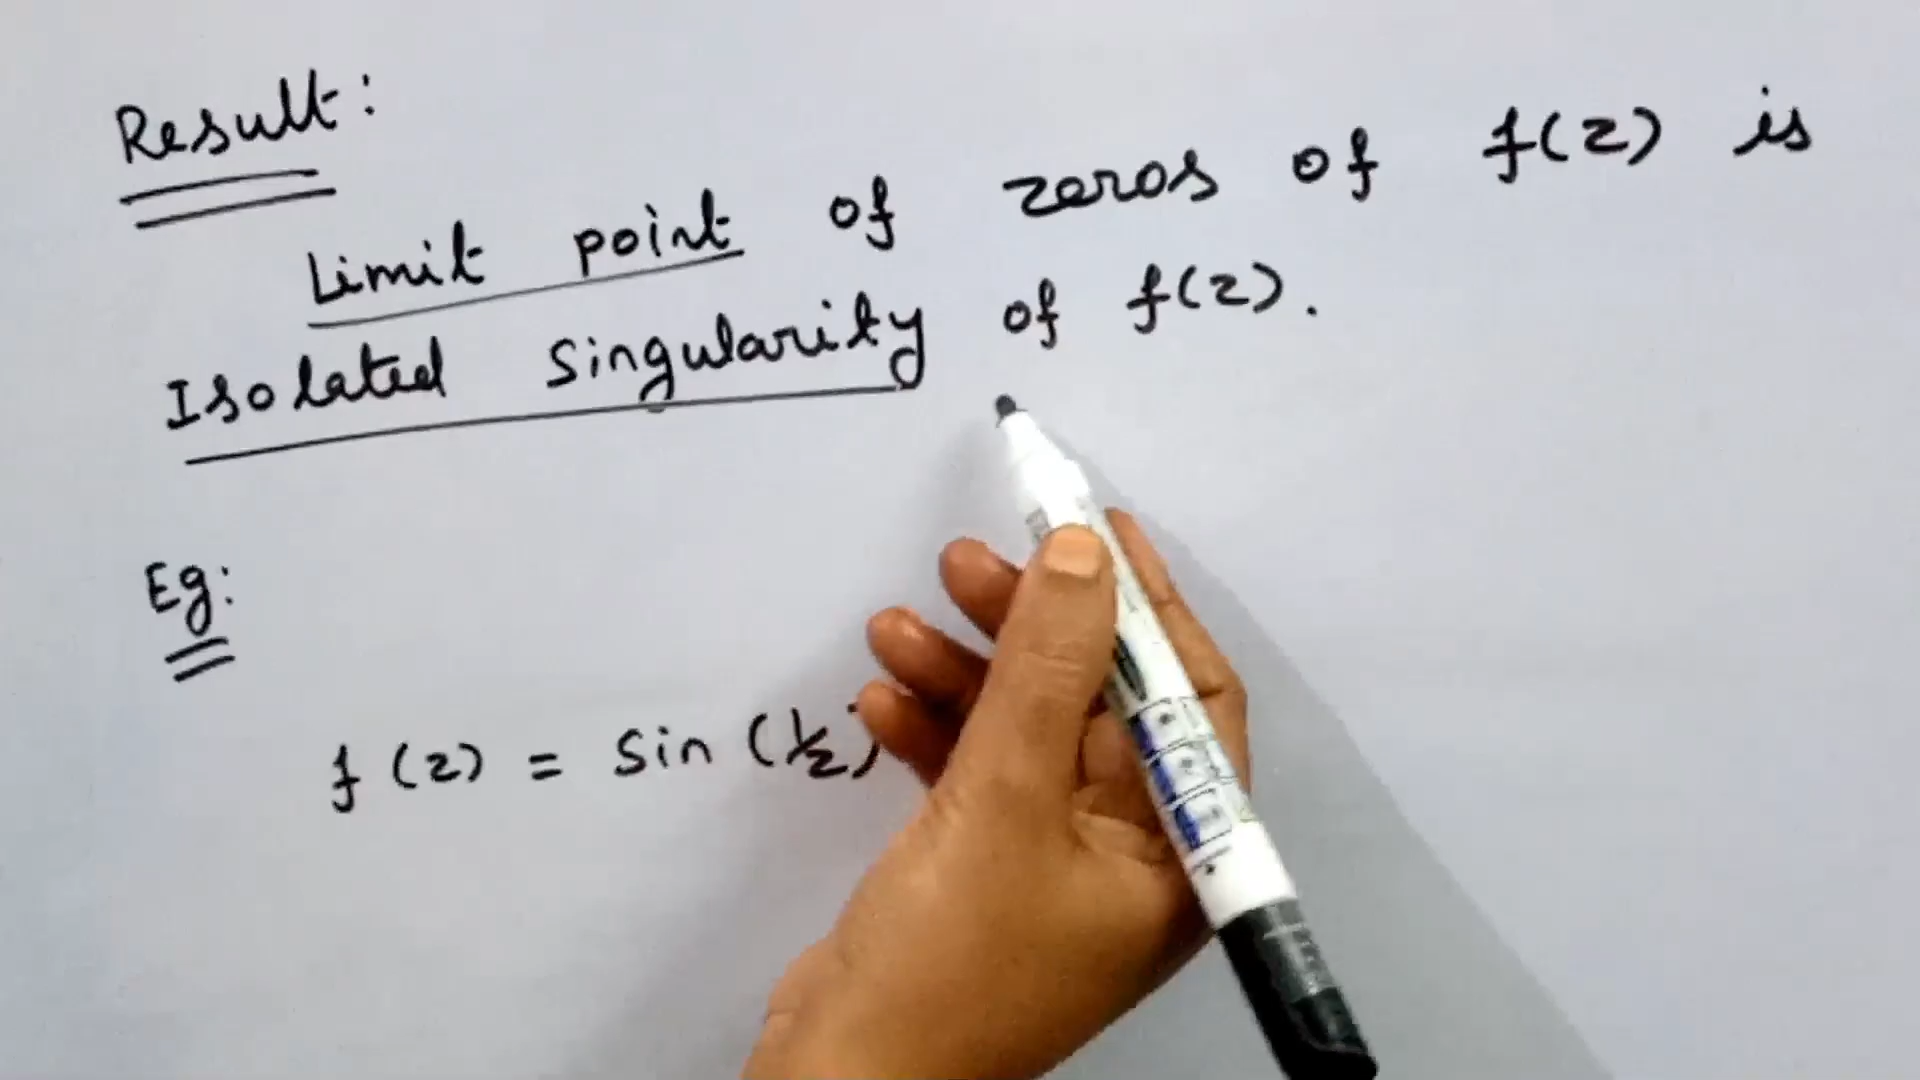 Result:
Limit point of zeros of f(z) is
Isolated Singularity of f(z).
Eg:
f(z) = Sin (1/z)